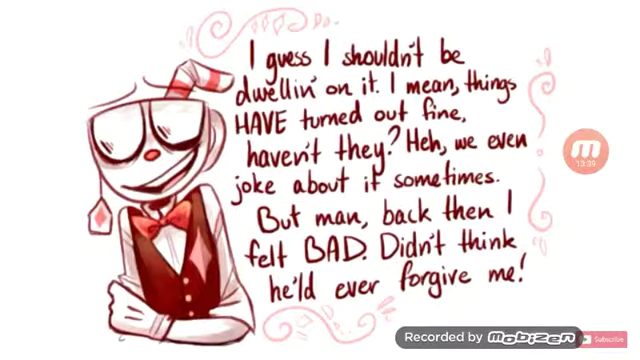 I guess I shouldn't be
dwellin' on it. I mean, things
HAVE turned out fine,
haven't they? Heh, we even
joke about it sometimes.
But man, back then I
felt BAD. Didn't think
he'ld ever forgive me!
13:39
Recorded by MOBIZEN
Subscribe